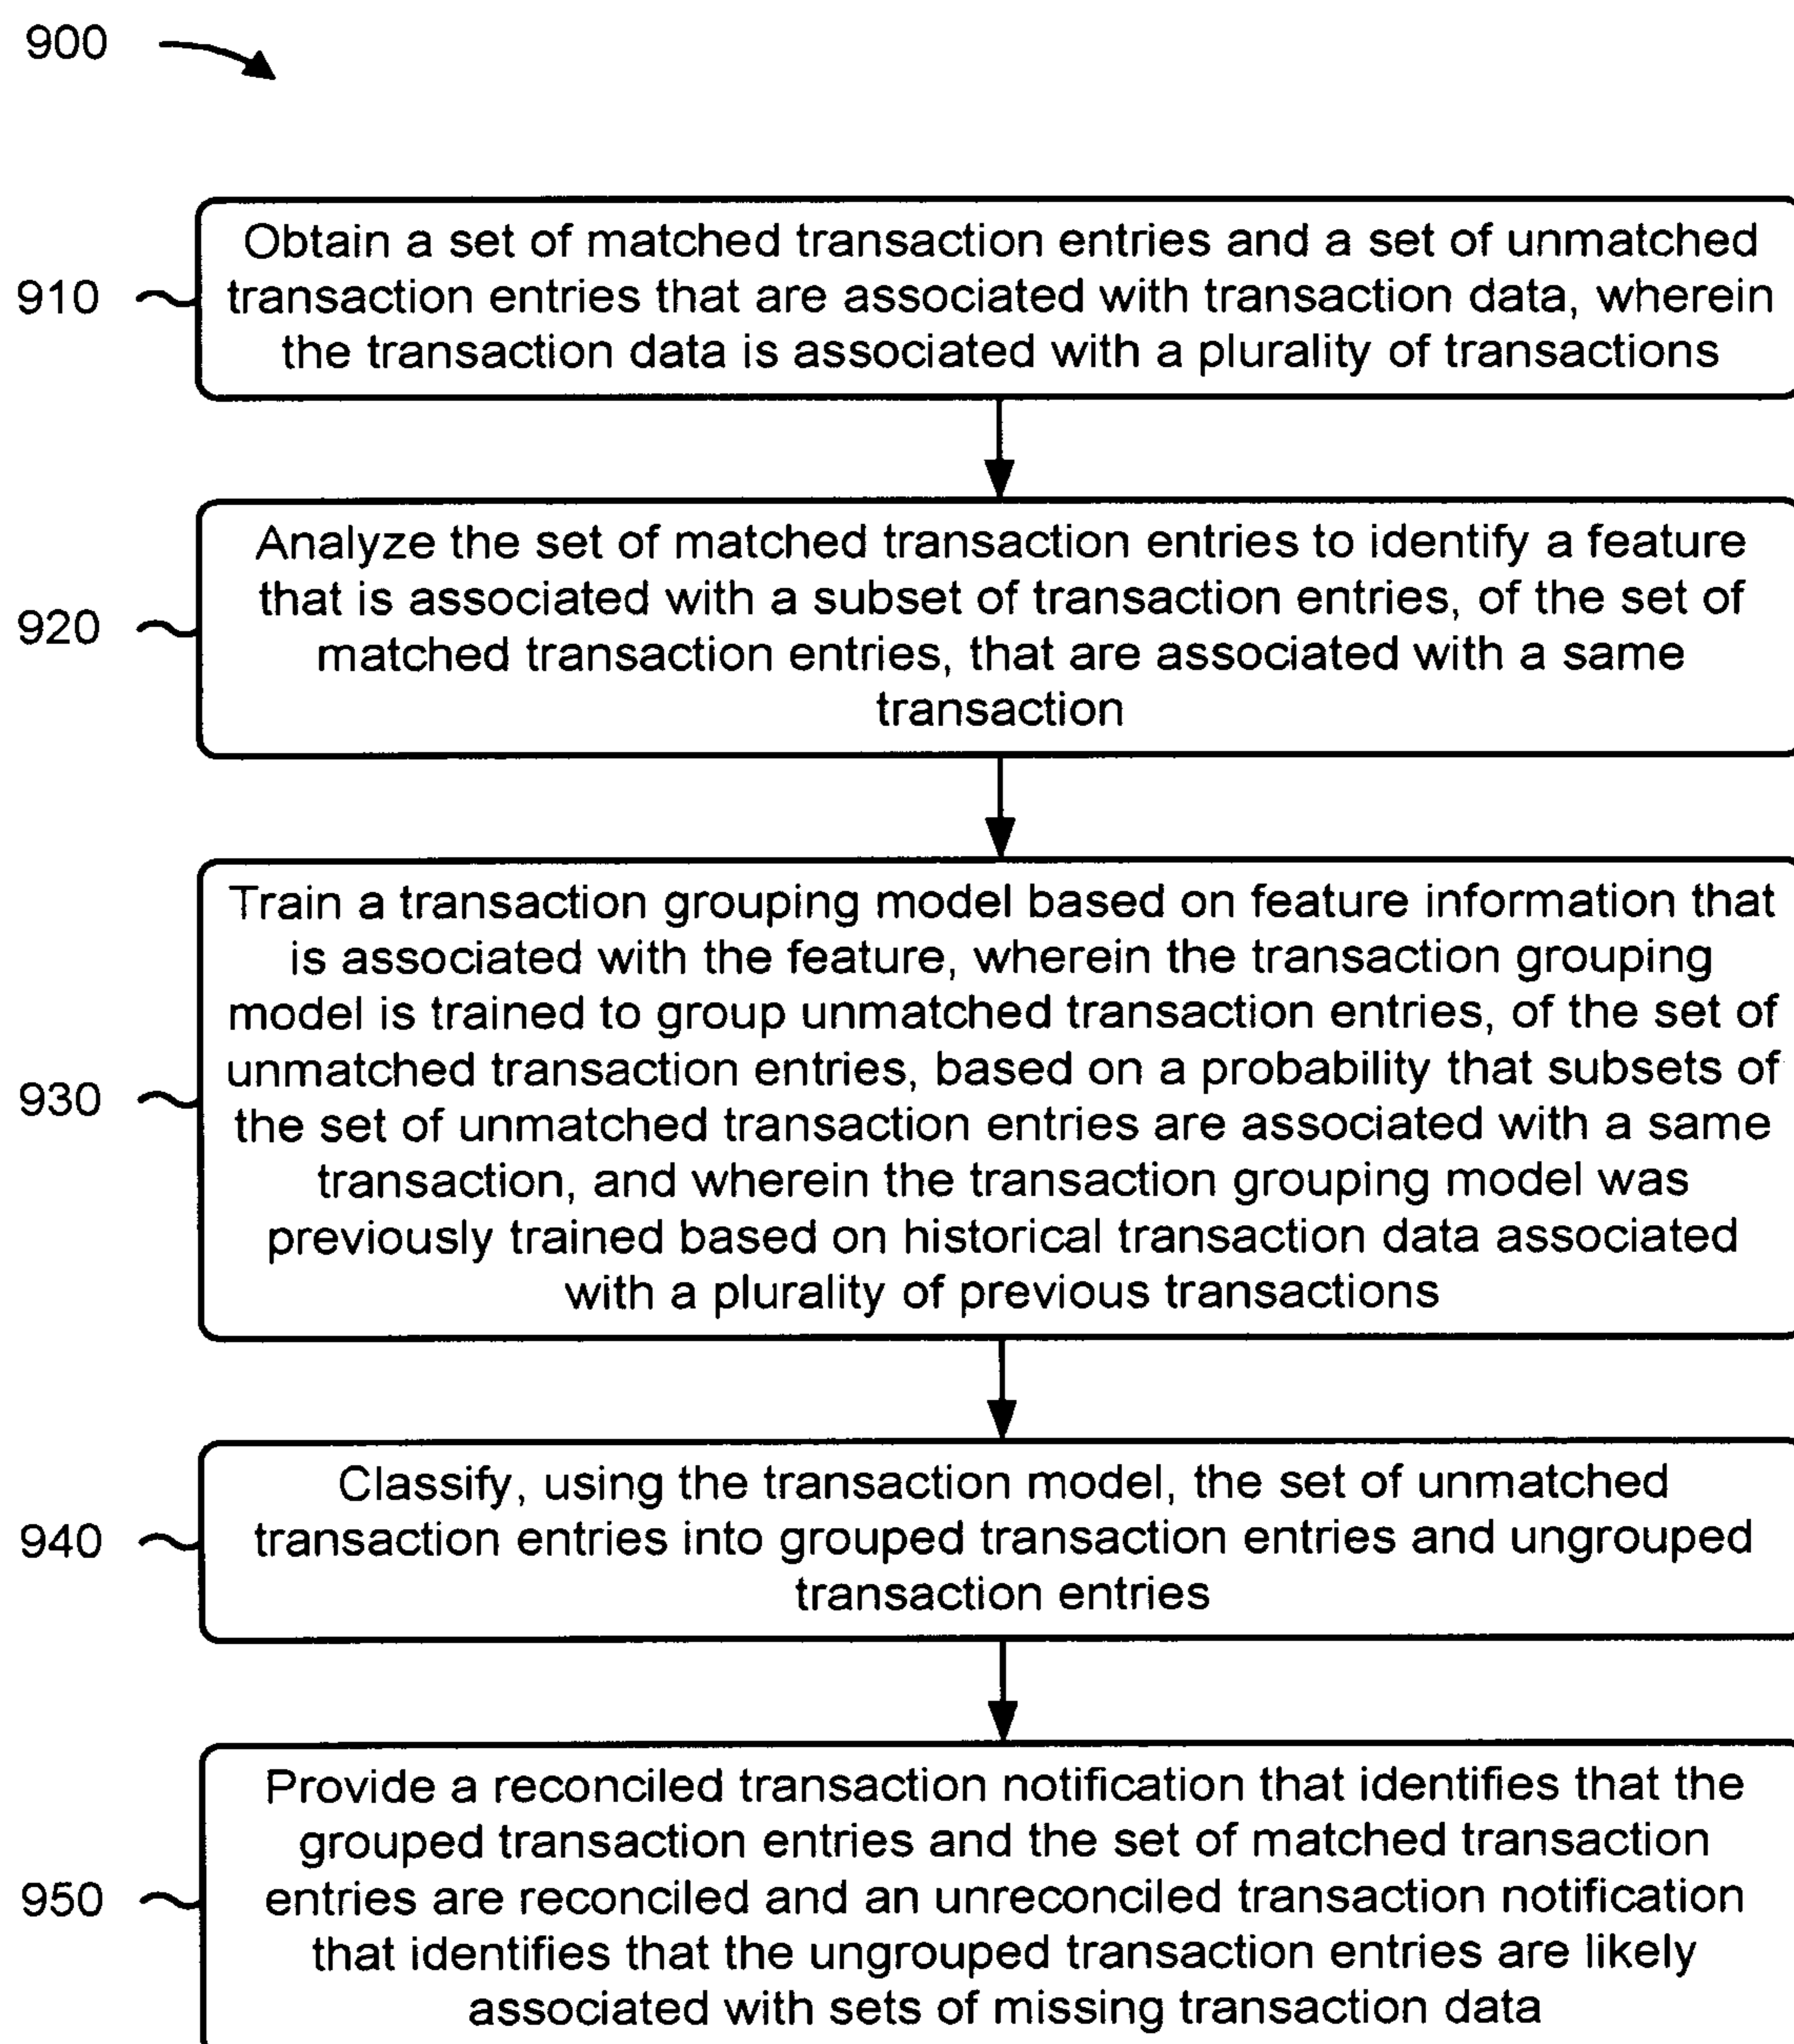 900
Obtain a set of matched transaction entries and a set of unmatched
transaction entries that are associated with transaction data, wherein
the transaction data is associated with a plurality of transactions
910
Analyze the set of matched transaction entries to identify a feature
that is associated with a subset of transaction entries, of the set of
matched transaction entries, that are associated with a same
transaction
920
Train a transaction grouping model based on feature information that
is associated with the feature, wherein the transaction grouping
model is trained to group unmatched transaction entries, of the set of
unmatched transaction entries, based on a probability that subsets of
the set of unmatched transaction entries are associated with a same
transaction, and wherein the transaction grouping model was
previously trained based on historical transaction data associated
with a plurality of previous transactions
930
Classify, using the transaction model, the set of unmatched
transaction entries into grouped transaction entries and ungrouped
transaction entries
940
Provide a reconciled transaction notification that identifies that the
grouped transaction entries and the set of matched transaction
entries are reconciled and an unreconciled transaction notification
that identifies that the ungrouped transaction entries are likely
associated with sets of missing transaction data
950